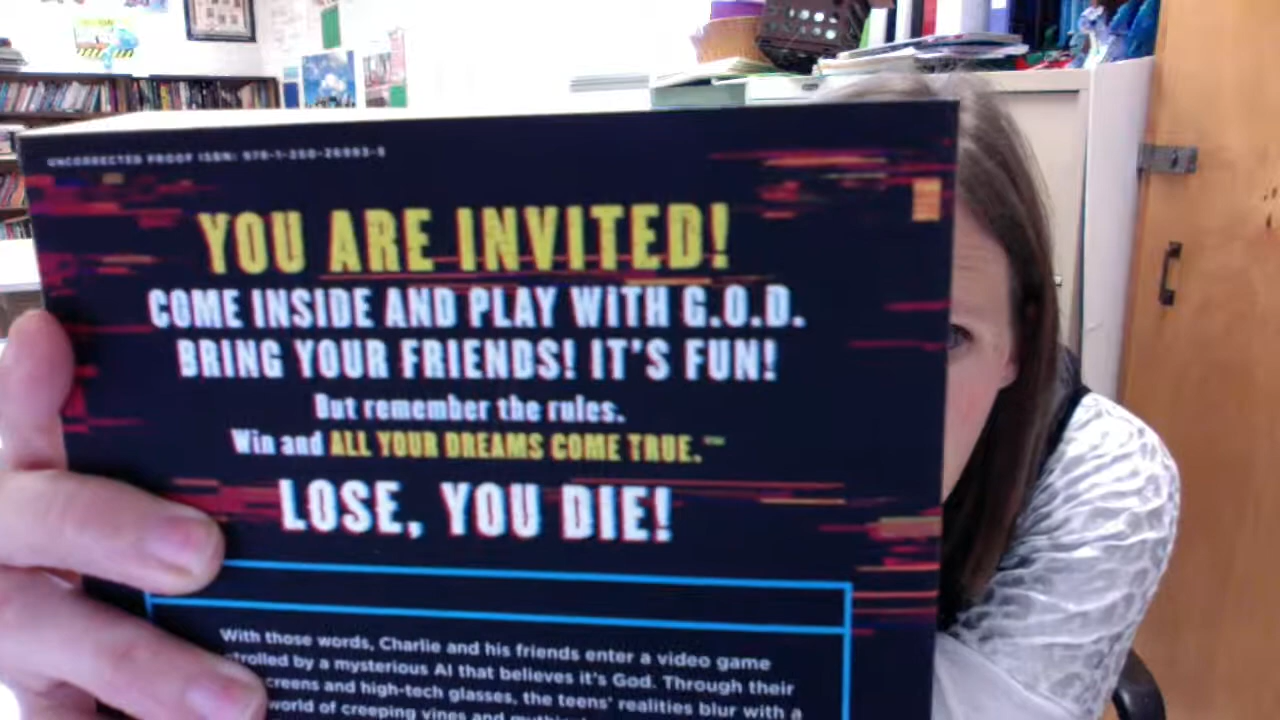 UNCORRECTED PROOF ISBN: 978-1-250-26993-5
YOU ARE INVITED!
COME INSIDE AND PLAY WITH G.O.D.
BRING YOUR FRIENDS! IT'S FUN!
But remember the rules.
Win and ALL YOUR DREAMS COME TRUE.™
LOSE, YOU DIE!
With those words, Charlie and his friends enter a video game
trolled by a mysterious AI that believes it's God. Through their
creens and high-tech glasses, the teens' realities blur with a
world of creeping vines and